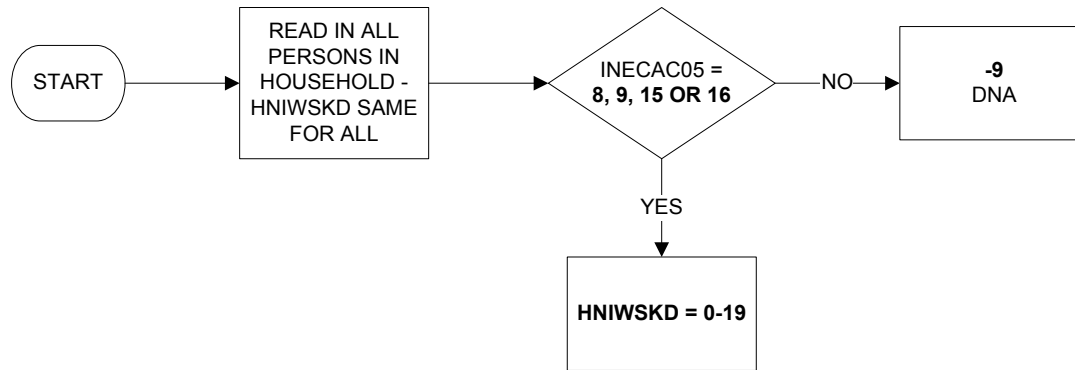 START
READ IN ALL
PERSONS IN
HOUSEHOLD -
HNIWSKD SAME
FOR ALL
INECAC05 =
8, 9, 15 OR 16
NO
-9
DNA
YES
HNIWSKD = 0-19